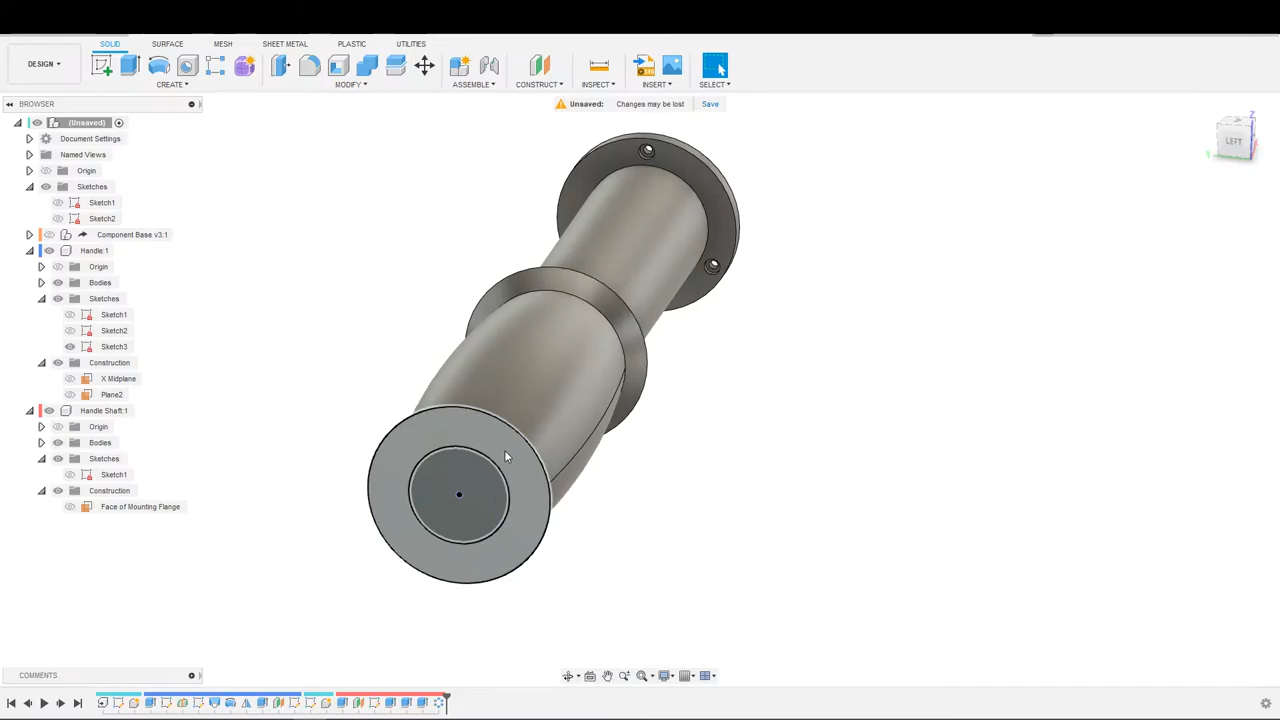 SOLID SURFACE MESH SHEET METAL PLASTIC UTILITIES
DESIGN
CREATE MODIFY ASSEMBLE CONSTRUCT INSPECT INSERT SELECT
BROWSER
Unsaved: Changes may be lost Save
(Unsaved)
Document Settings
Named Views
Origin
Sketches
Sketch1
Sketch2
Component Base v3:1
Handle:1
Origin
Bodies
Sketches
Sketch1
Sketch2
Sketch3
Construction
X Midplane
Plane2
Handle Shaft:1
Origin
Bodies
Sketches
Sketch1
Construction
Face of Mounting Flange
Z
LEFT
Y
COMMENTS